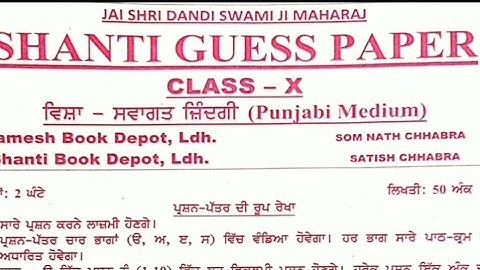 JAI SHRI DANDI SWAMI JI MAHARAJ
SHANTI GUESS PAPER
CLASS – X
ਵਿਸ਼ਾ – ਸਵਾਗਤ ਜ਼ਿੰਦਗੀ (Punjabi Medium)
amesh Book Depot, Ldh. SOM NATH CHHABRA
hanti Book Depot, Ldh. SATISH CHHABRA
ਾਂ: 2 ਘੰਟੇ ਲਿਖਤੀ: 50 ਅੰਕ
ਪ੍ਰਸ਼ਨ-ਪੱਤਰ ਦੀ ਰੂਪ ਰੇਖਾ
ਸਾਰੇ ਪ੍ਰਸ਼ਨ ਕਰਨੇ ਲਾਜ਼ਮੀ ਹੋਣਗੇ।
ਪ੍ਰਸ਼ਨ-ਪੱਤਰ ਚਾਰ ਭਾਗਾਂ (ੳ, ਅ, ੲ, ਸ) ਵਿੱਚ ਵੰਡਿਆ ਹੋਵੇਗਾ। ਹਰ ਭਾਗ ਸਾਰੇ ਪਾਠ-ਕ੍ਰਮ
ਅਧਾਰਿਤ ਹੋਵੇਗਾ।